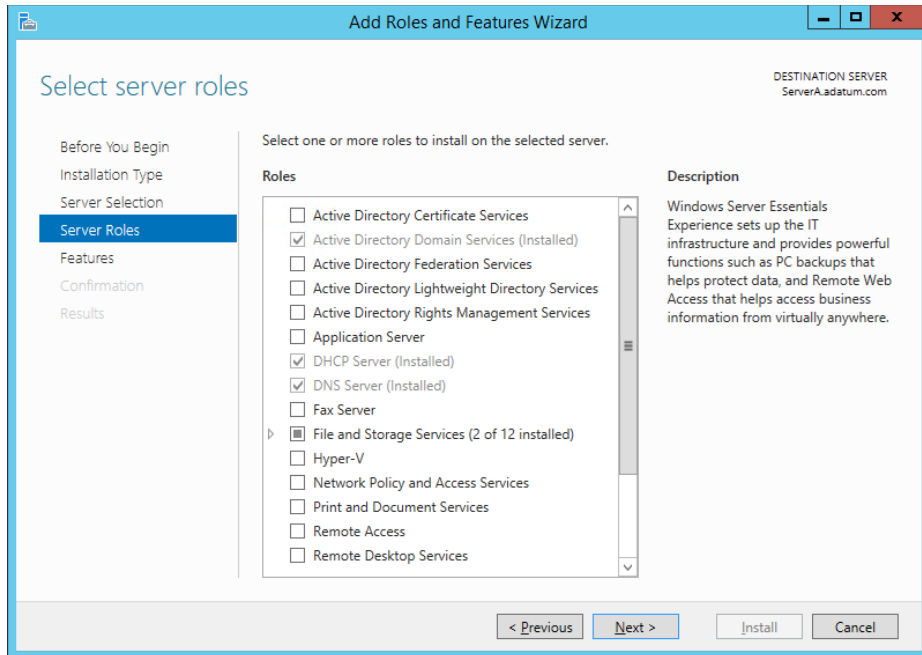 Add Roles and Features Wizard
Select server roles
DESTINATION SERVER
ServerA.adatum.com
Before You Begin
Installation Type
Server Selection
Server Roles
Features
Confirmation
Results
Select one or more roles to install on the selected server.
Roles
Active Directory Certificate Services
Active Directory Domain Services (Installed)
Active Directory Federation Services
Active Directory Lightweight Directory Services
Active Directory Rights Management Services
Application Server
DHCP Server (Installed)
DNS Server (Installed)
Fax Server
File and Storage Services (2 of 12 installed)
Hyper-V
Network Policy and Access Services
Print and Document Services
Remote Access
Remote Desktop Services
Description
Windows Server Essentials
Experience sets up the IT
infrastructure and provides powerful
functions such as PC backups that
helps protect data, and Remote Web
Access that helps access business
information from virtually anywhere.
< Previous
Next >
Install
Cancel